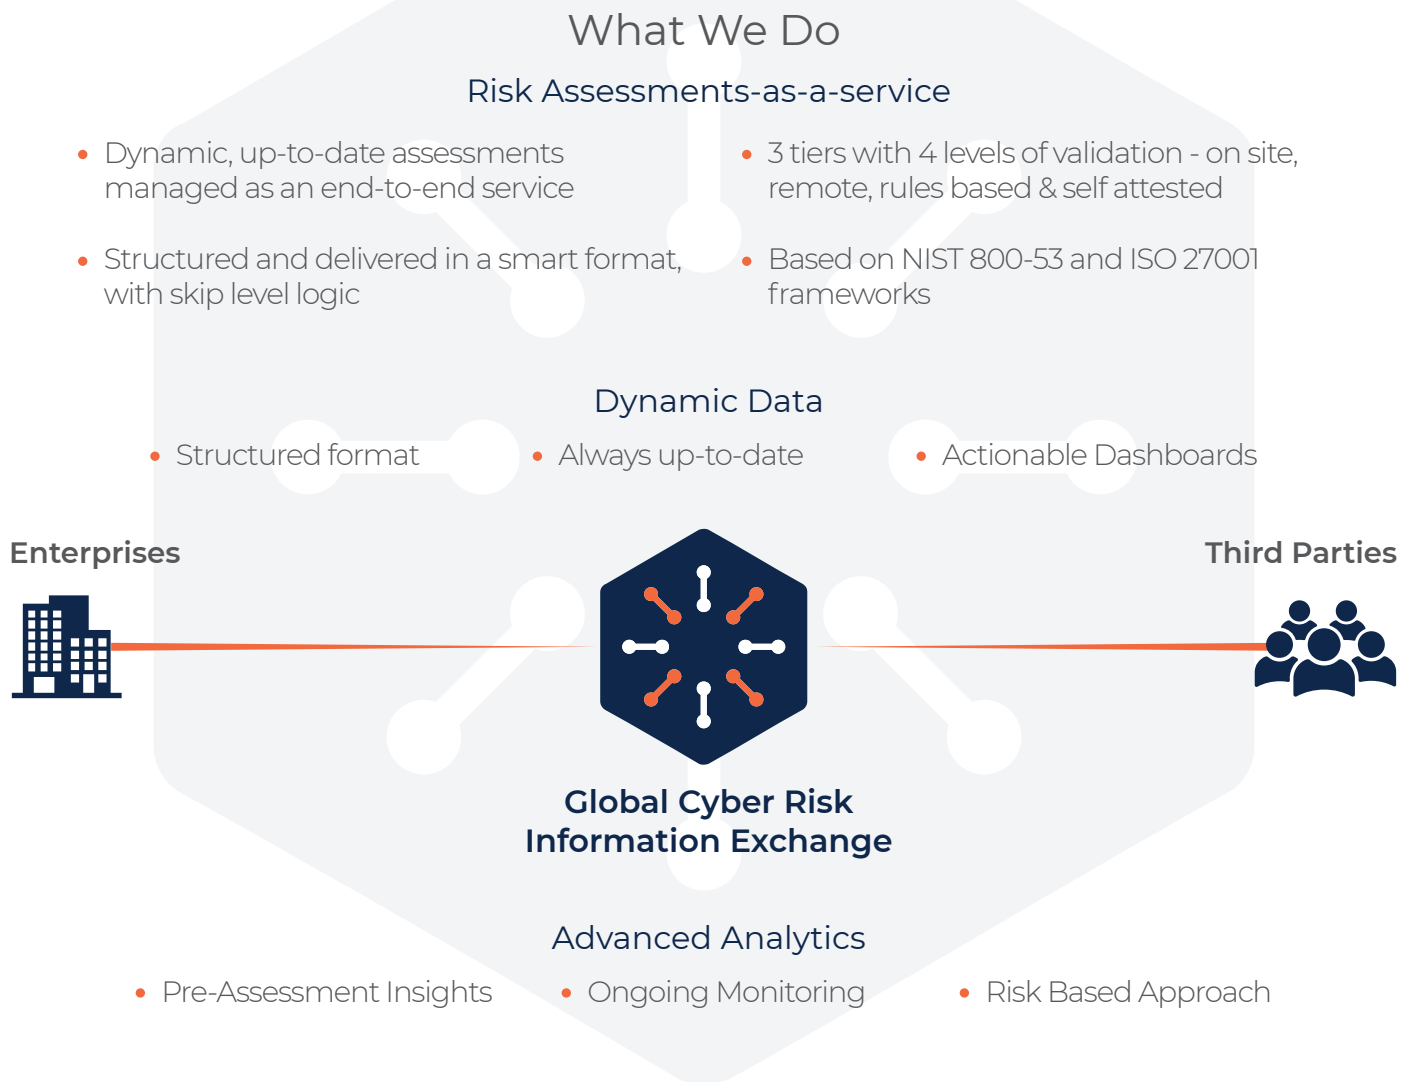 What We Do
Risk Assessments-as-a-service
• Dynamic, up-to-date assessments
managed as an end-to-end service
• Structured and delivered in a smart format,
with skip level logic
• 3 tiers with 4 levels of validation - on site,
remote, rules based & self attested
• Based on NIST 800-53 and ISO 27001
frameworks
Dynamic Data
• Structured format
• Always up-to-date
• Actionable Dashboards
Enterprises
Third Parties
Global Cyber Risk
Information Exchange
Advanced Analytics
• Pre-Assessment Insights
• Ongoing Monitoring
• Risk Based Approach